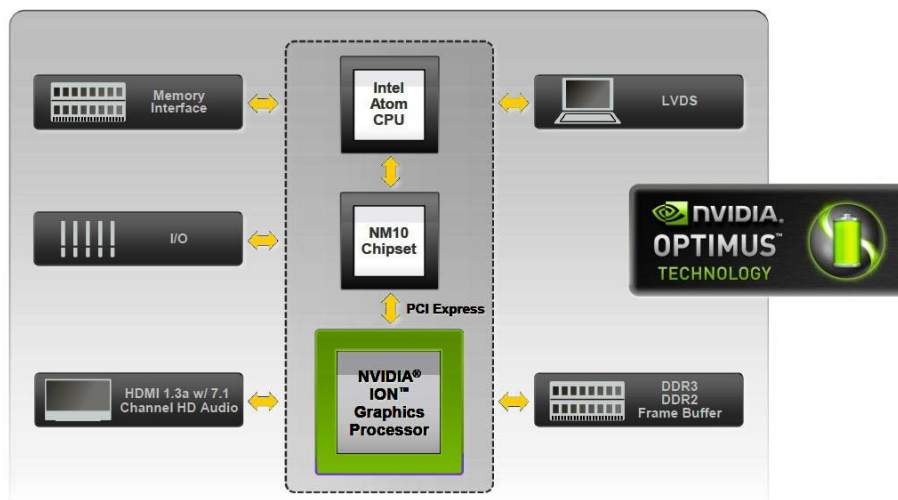 Memory
Interface
Intel
Atom
CPU
LVDS
I/O
NM10
Chipset
NVIDIA.
OPTIMUS™
TECHNOLOGY
PCI Express
HDMI 1.3a w/ 7.1
Channel HD Audio
NVIDIA®
ION™
Graphics
Processor
DDR3
DDR2
Frame Buffer